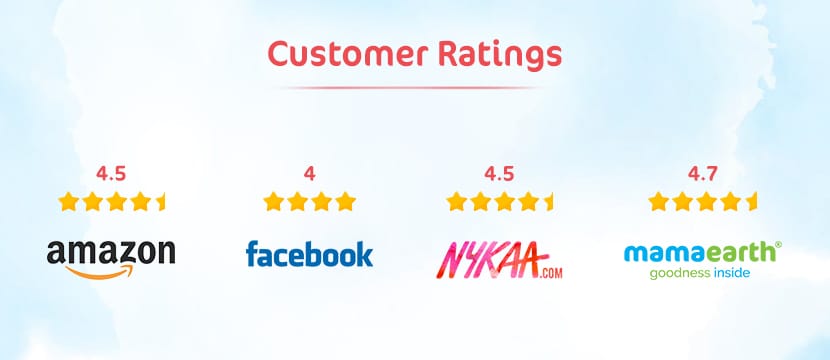 Customer Ratings
4.5
4
4.5
4.7
amazon
facebook
NYKAA.COM
mamaearth®
goodness inside